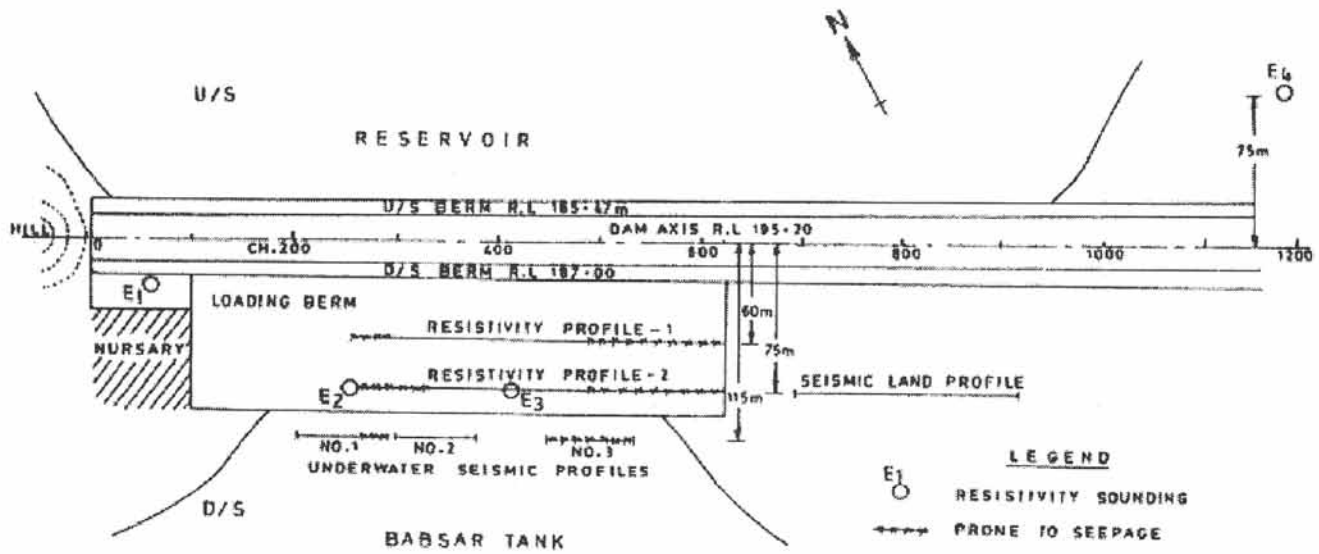 N
E4
U/S
RESERVOIR
75m
U/S BERM R.L 185·47m
HILL
DAM AXIS R.L 195·20
0
CH.200
400
600
800
1000
1200
D/S BERM R.L 187·00
E1
LOADING BERM
60m
RESISTIVITY PROFILE-1
NURSARY
75m
RESISTIVITY PROFILE-2
SEISMIC LAND PROFILE
E2
E3
115m
NO.1
NO.2
NO.3
UNDERWATER SEISMIC PROFILES
LEGEND
E1
RESISTIVITY SOUNDING
D/S
PRONE TO SEEPAGE
BABSAR TANK